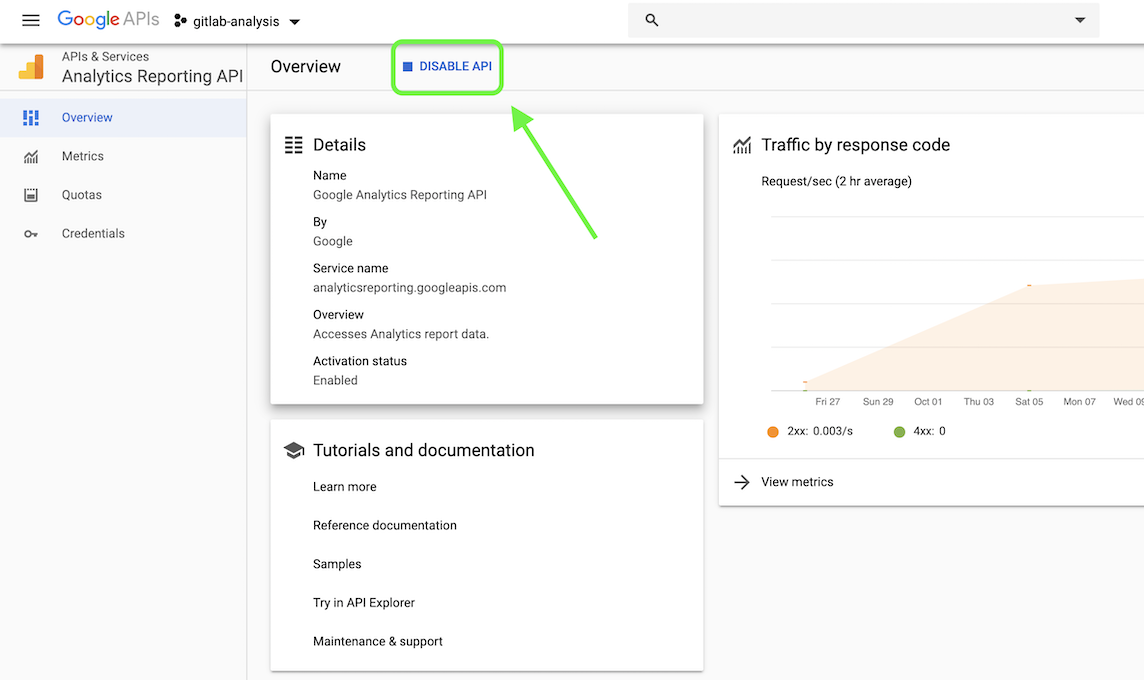 Google APIs
gitlab-analysis
APIs & Services
Analytics Reporting API
Overview
DISABLE API
Overview
Metrics
Quotas
Credentials
Details
Name
Google Analytics Reporting API
By
Google
Service name
analyticsreporting.googleapis.com
Overview
Accesses Analytics report data.
Activation status
Enabled
Tutorials and documentation
Learn more
Reference documentation
Samples
Try in API Explorer
Maintenance & support
Traffic by response code
Request/sec (2 hr average)
Fri 27 Sun 29 Oct 01 Thu 03 Sat 05 Mon 07 Wed
2xx: 0.003/s 4xx: 0
View metrics